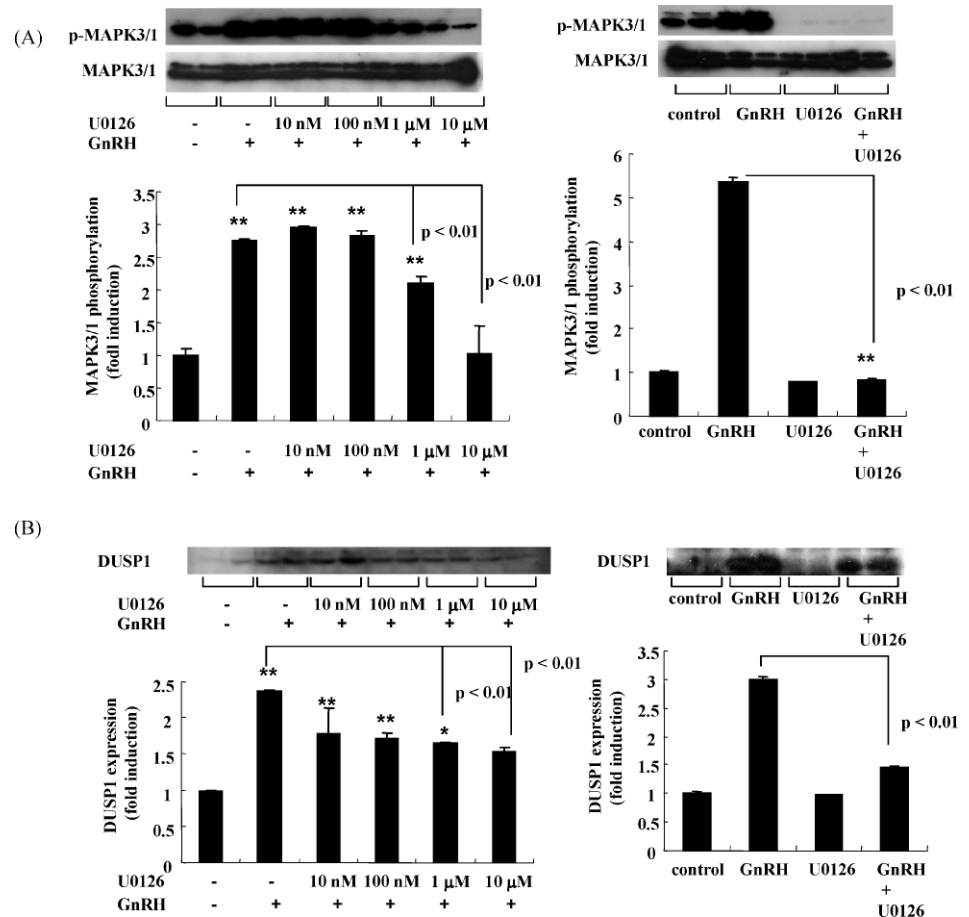 (A)
p-MAPK3/1
MAPK3/1
U0126 - - 10 nM 100 nM 1 μM 10 μM
GnRH - + + + + +
MAPK3/1 phosphorylation
(fodl induction)
3.5
3
2.5
2
1.5
1
0.5
0
** ** ** **
p < 0.01
p < 0.01
U0126 - - 10 nM 100 nM 1 μM 10 μM
GnRH - + + + + +
p-MAPK3/1
MAPK3/1
control GnRH U0126 GnRH
+
U0126
MAPK3/1 phosphorylation
(fold induction)
6
5
4
3
2
1
0
p < 0.01
**
control GnRH U0126 GnRH
+
U0126
(B)
DUSP1
U0126 - - 10 nM 100 nM 1 μM 10 μM
GnRH - + + + + +
DUSP1 expression
(fold induction)
2.5
2
1.5
1
0.5
0
** ** ** *
p < 0.01
p < 0.01
U0126 - - 10 nM 100 nM 1 μM 10 μM
GnRH - + + + + +
DUSP1
control GnRH U0126 GnRH
+
U0126
DUSP1 expression
(fold induction)
3.5
3
2.5
2
1.5
1
0.5
0
p < 0.01
control GnRH U0126 GnRH
+
U0126